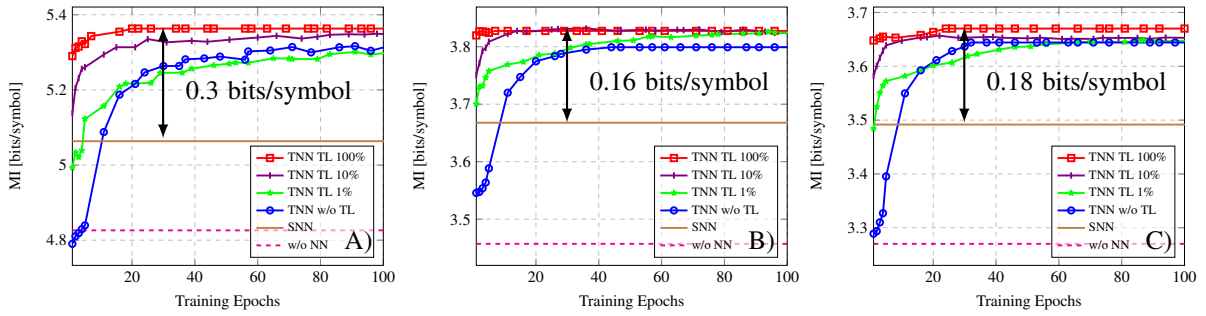 5.4
5.2
5
4.8
MI [bits/symbol]
0.3 bits/symbol
TNN TL 100%
TNN TL 10%
TNN TL 1%
TNN w/o TL
SNN
w/o NN
A)
20 40 60 80 100
Training Epochs
3.8
3.7
3.6
3.5
MI [bits/symbol]
0.16 bits/symbol
TNN TL 100%
TNN TL 10%
TNN TL 1%
TNN w/o TL
SNN
w/o NN
B)
20 40 60 80 100
Training Epochs
3.7
3.6
3.5
3.4
3.3
MI [bits/symbol]
0.18 bits/symbol
TNN TL 100%
TNN TL 10%
TNN TL 1%
TNN w/o TL
SNN
w/o NN
C)
20 40 60 80 100
Training Epochs